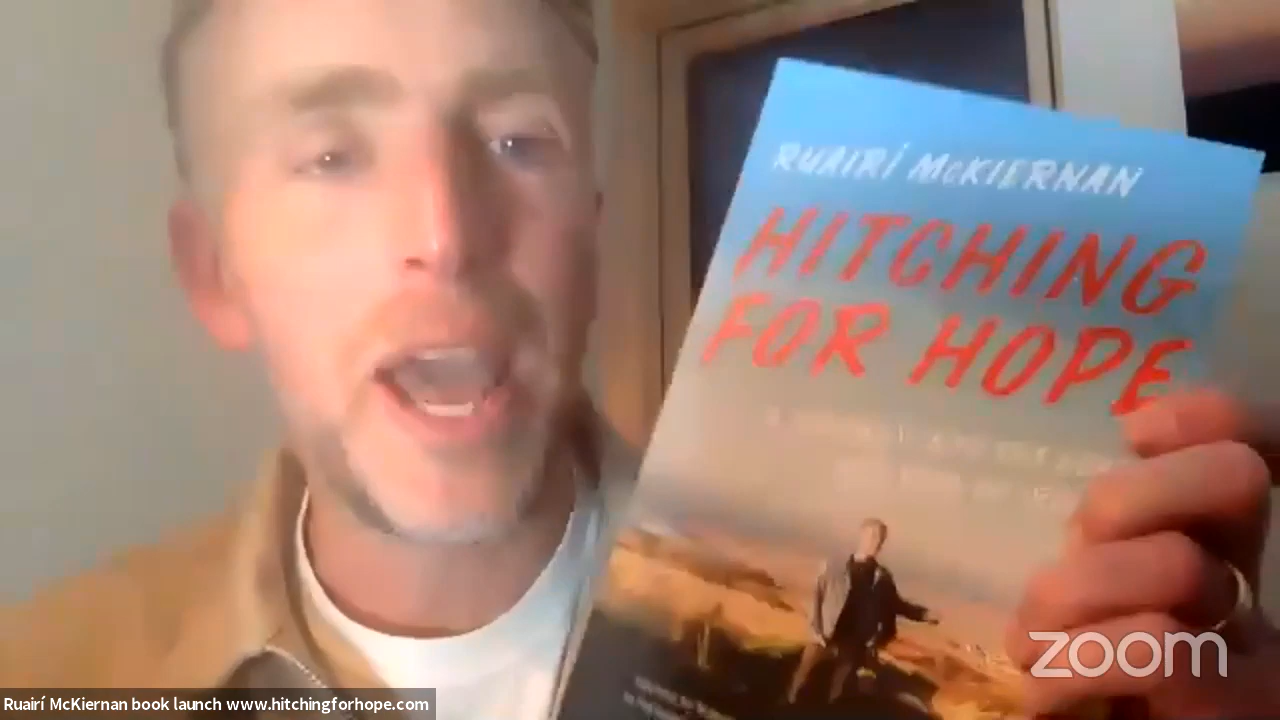 RUAIRÍ McKIERNAN
HITCHING
FOR HOPE
zoom
Ruairí McKiernan book launch www.hitchingforhope.com